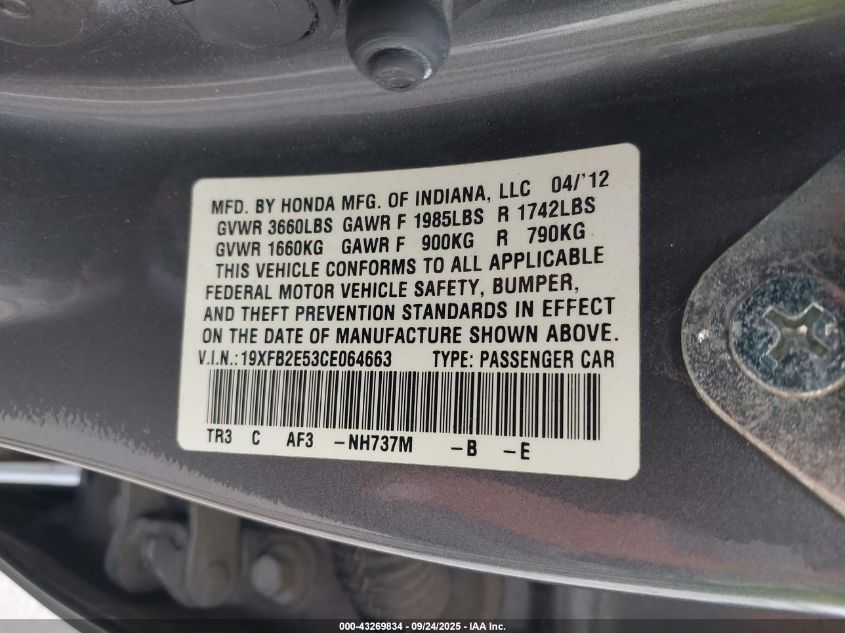 MFD. BY HONDA MFG. OF INDIANA, LLC 04/'12
GVWR 3660LBS GAWR F 1985LBS R 1742LBS
GVWR 1660KG GAWR F 900KG R 790KG
THIS VEHICLE CONFORMS TO ALL APPLICABLE
FEDERAL MOTOR VEHICLE SAFETY, BUMPER,
AND THEFT PREVENTION STANDARDS IN EFFECT
ON THE DATE OF MANUFACTURE SHOWN ABOVE.
V.I.N.:19XFB2E53CE064663 TYPE: PASSENGER CAR
TR3 C AF3 -NH737M -B -E
000-43269834 - 09/24/2025 - IAA Inc.